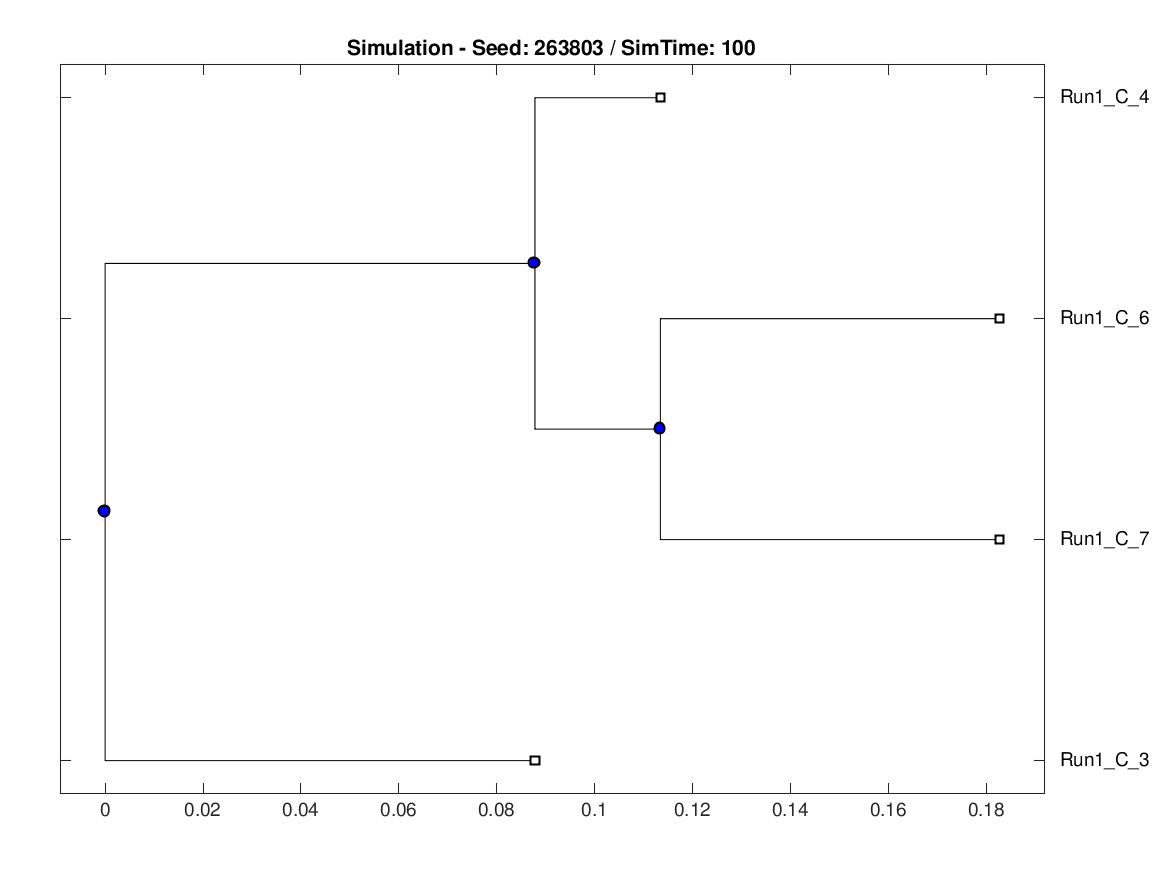 Simulation - Seed: 263803 / SimTime: 100
Run1_C_4
Run1_C_6
Run1_C_7
Run1_C_3
0 0.02 0.04 0.06 0.08 0.1 0.12 0.14 0.16 0.18